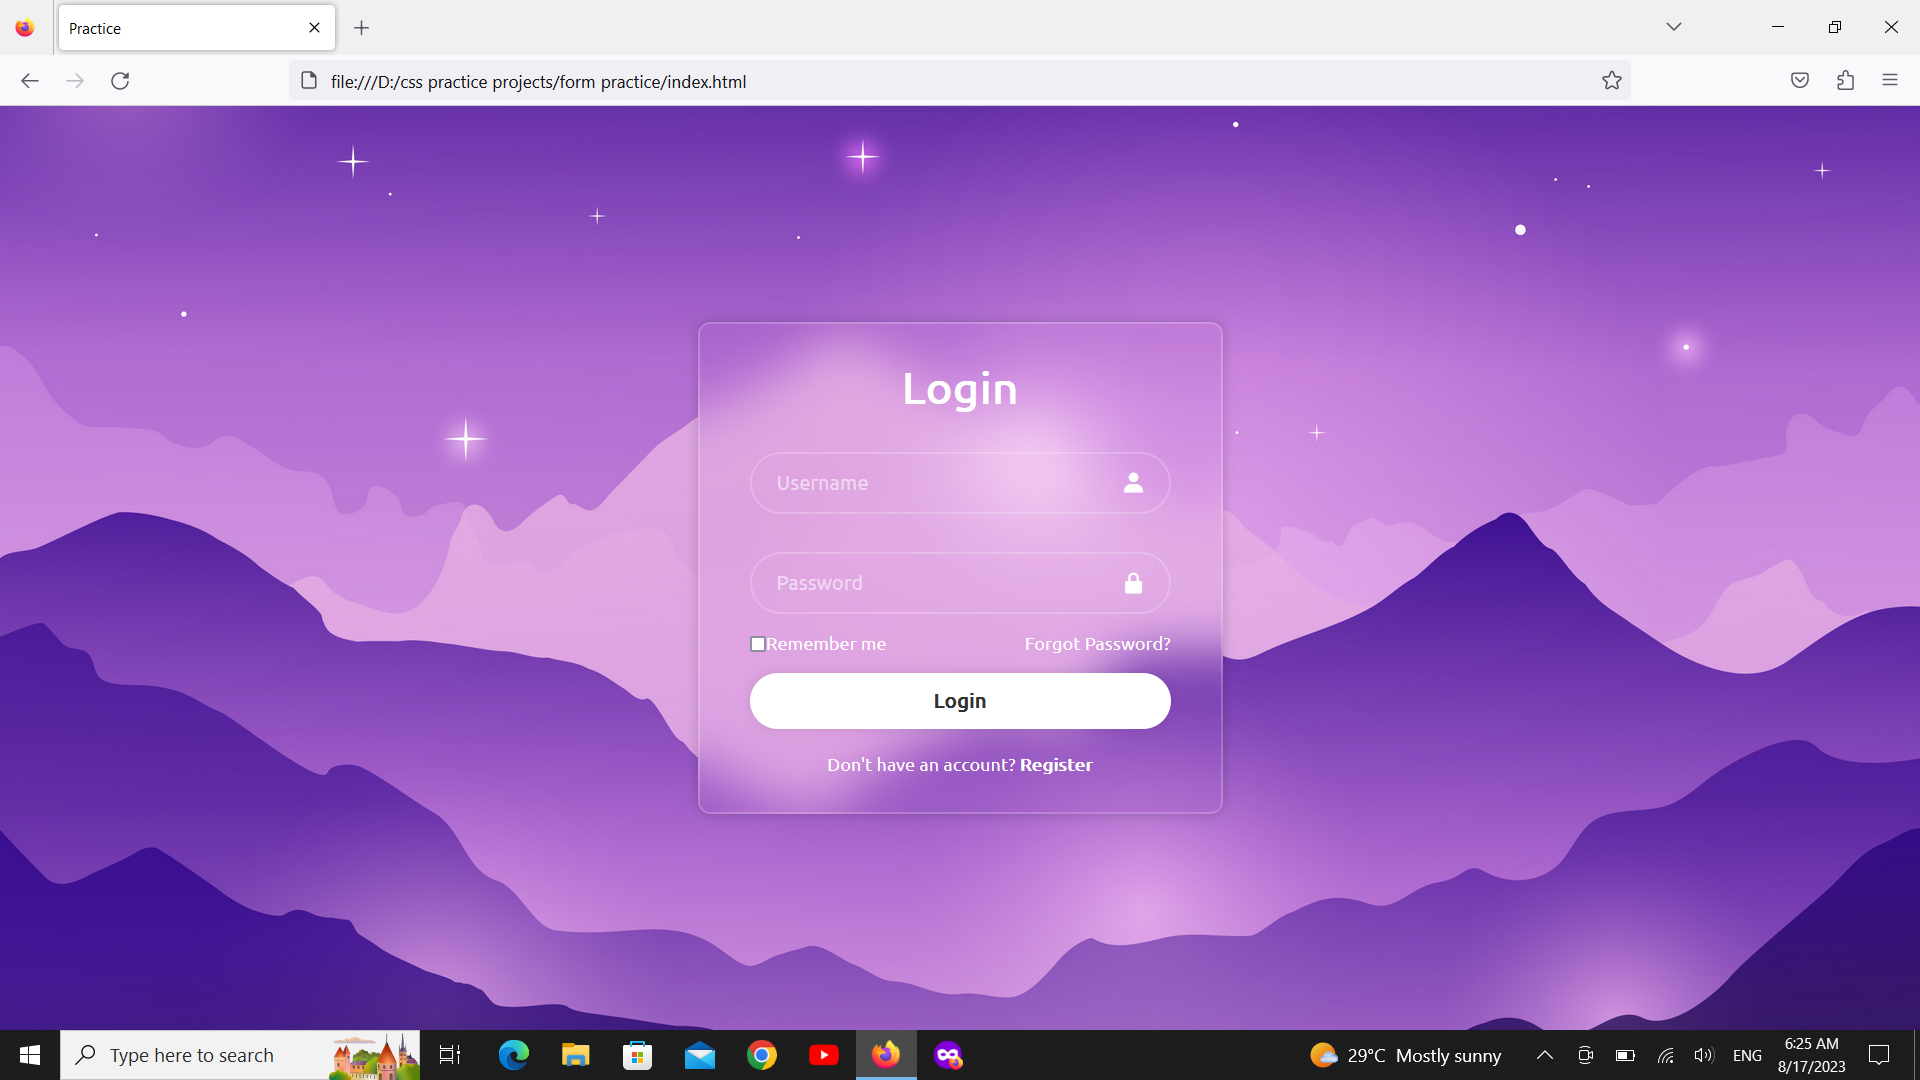 Practice
file:///D:/css practice projects/form practice/index.html
Login
Username
Password
Remember me
Forgot Password?
Login
Don't have an account? Register
Type here to search
29°C Mostly sunny
ENG
6:25 AM
8/17/2023